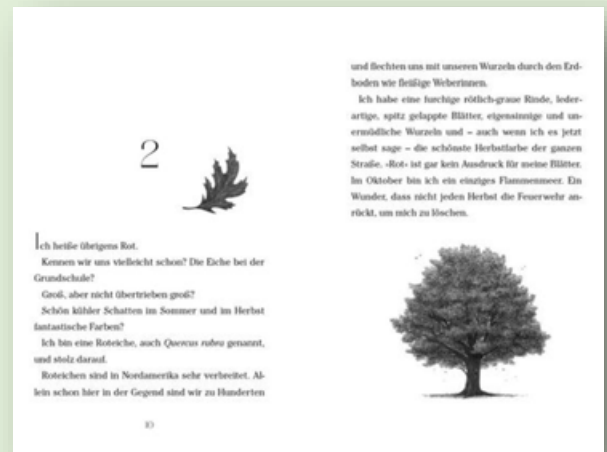 2
Ich heiße übrigens Rot.
Kennen wir uns vielleicht schon? Die Eiche bei der
Grundschule?
Groß, aber nicht übertrieben groß?
Schön kühler Schatten im Sommer und im Herbst
fantastische Farben?
Ich bin eine Roteiche, auch Quercus rubra genannt,
und stolz darauf.
Roteichen sind in Nordamerika sehr verbreitet. Al-
lein schon hier in der Gegend sind wir zu Hunderten
10
und flechten uns mit unseren Wurzeln durch den Erd-
boden wie fleißige Weberinnen.
Ich habe eine furchige rötlich-graue Rinde, leder-
artige, spitz gelappte Blätter, eigensinnige und un-
ermüdliche Wurzeln und – auch wenn ich es jetzt
selbst sage – die schönste Herbstfarbe der ganzen
Straße. »Rot« ist gar kein Ausdruck für meine Blätter.
Im Oktober bin ich ein einziges Flammenmeer. Ein
Wunder, dass nicht jeden Herbst die Feuerwehr an-
rückt, um mich zu löschen.